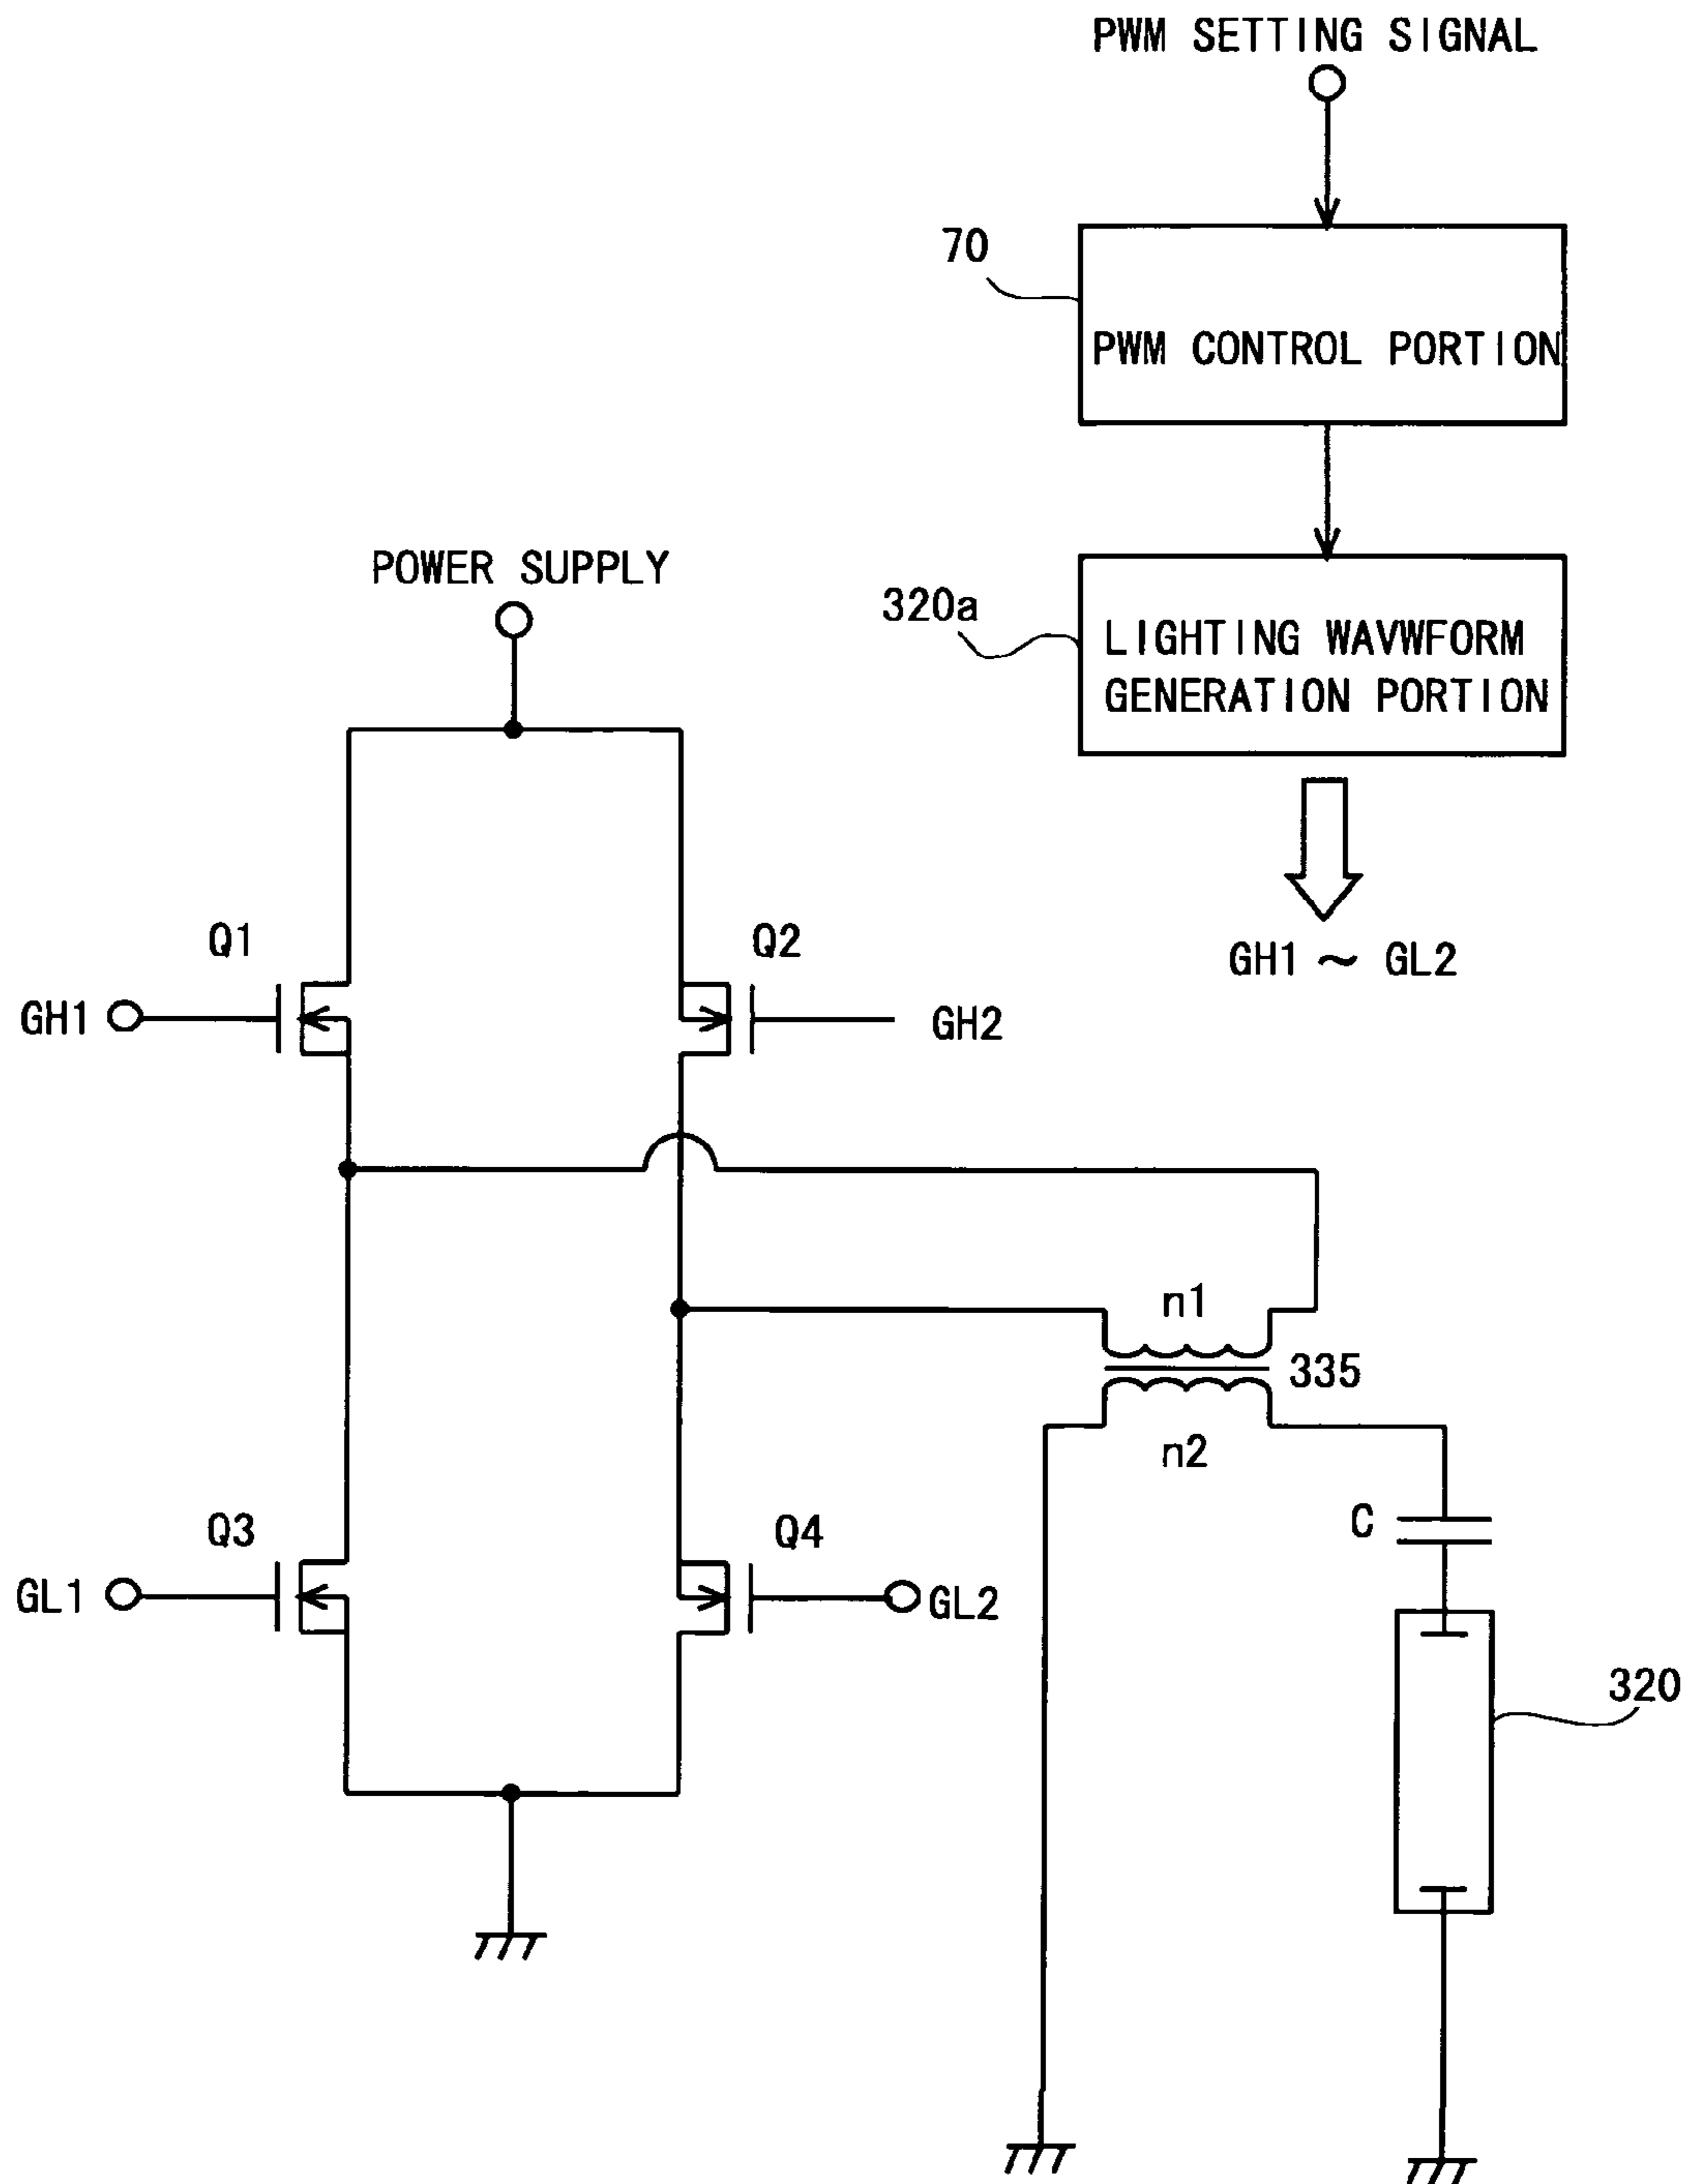 PWM SETTING SIGNAL
70
PWM CONTROL PORTION
POWER SUPPLY
320a
LIGHTING WAVWFORM
GENERATION PORTION
Q1
Q2
GH1 ~ GL2
GH1
GH2
n1
335
n2
C
Q3
Q4
GL1
GL2
320